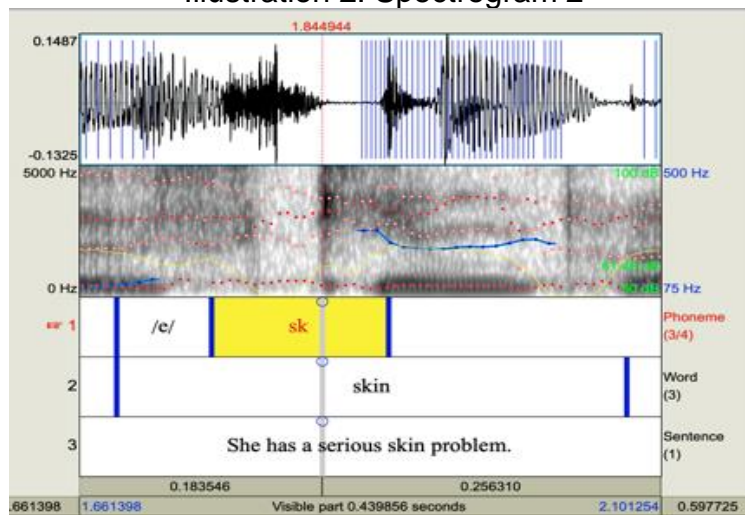 Illustration 2: Spectrogram 2
1.844944
0.1487
-0.1325
5000 Hz 100 dB 500 Hz
0 Hz 75 Hz
1 /e/ sk Phoneme
(3/4)
2 skin Word
(3)
3 She has a serious skin problem. Sentence
(1)
0.183546 0.256310
.661398 1.661398 Visible part 0.439856 seconds 2.101254 0.597725